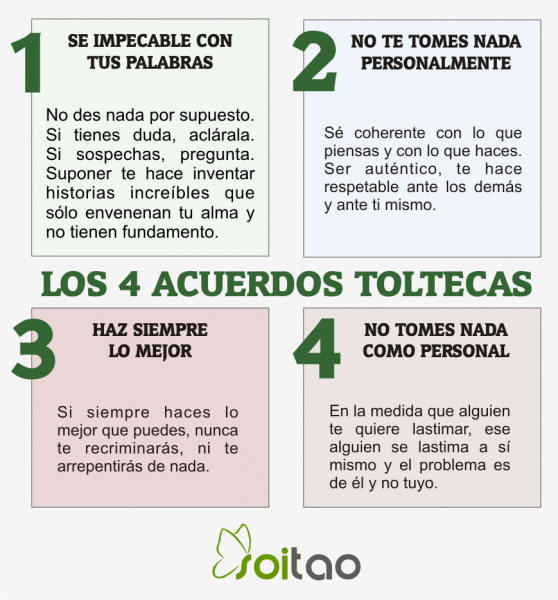 1
SE IMPECABLE CON
TUS PALABRAS
No des nada por supuesto.
Si tienes duda, aclárala.
Si sospechas, pregunta.
Suponer te hace inventar
historias increíbles que
sólo envenenan tu alma y
no tienen fundamento.
2
NO TE TOMES NADA
PERSONALMENTE
Sé coherente con lo que
piensas y con lo que haces.
Ser auténtico, te hace
respetable ante los demás
y ante ti mismo.
LOS 4 ACUERDOS TOLTECAS
3
HAZ SIEMPRE
LO MEJOR
Si siempre haces lo
mejor que puedes, nunca
te recriminarás, ni te
arrepentirás de nada.
4
NO TOMES NADA
COMO PERSONAL
En la medida que alguien
te quiere lastimar, ese
alguien se lastima a sí
mismo y el problema es
de él y no tuyo.
soitao